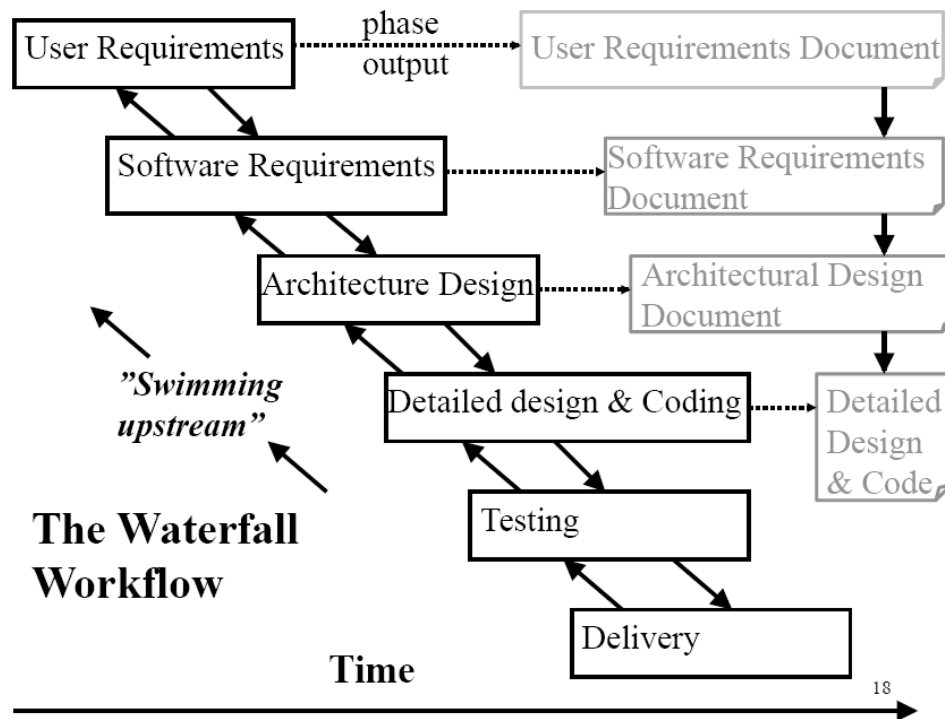 User Requirements
phase
output
User Requirements Document
Software Requirements
Software Requirements
Document
Architecture Design
Architectural Design
Document
”Swimming
upstream”
Detailed design & Coding
Detailed
Design
& Code
The Waterfall
Workflow
Testing
Delivery
Time
18